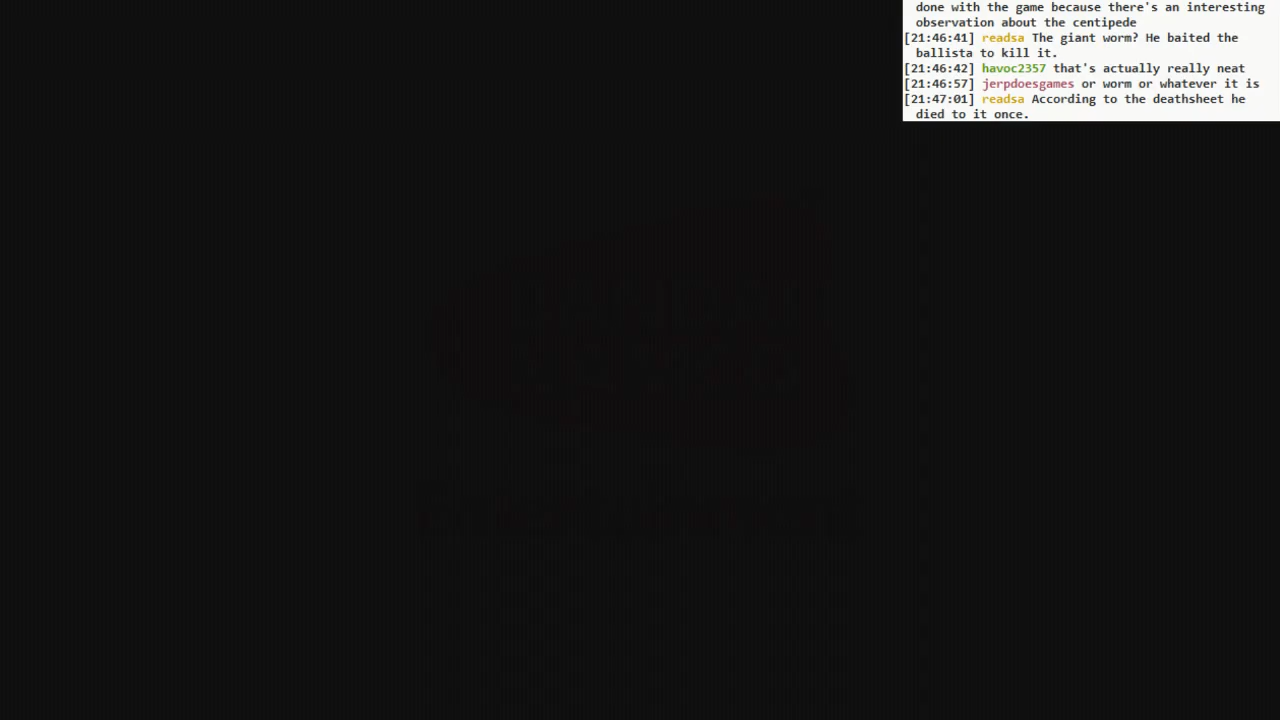 done with the game because there's an interesting
observation about the centipede
[21:46:41] readsa The giant worm? He baited the
ballista to kill it.
[21:46:42] havoc2357 that's actually really neat
[21:46:57] jerpdoesgames or worm or whatever it is
[21:47:01] readsa According to the deathsheet he
died to it once.